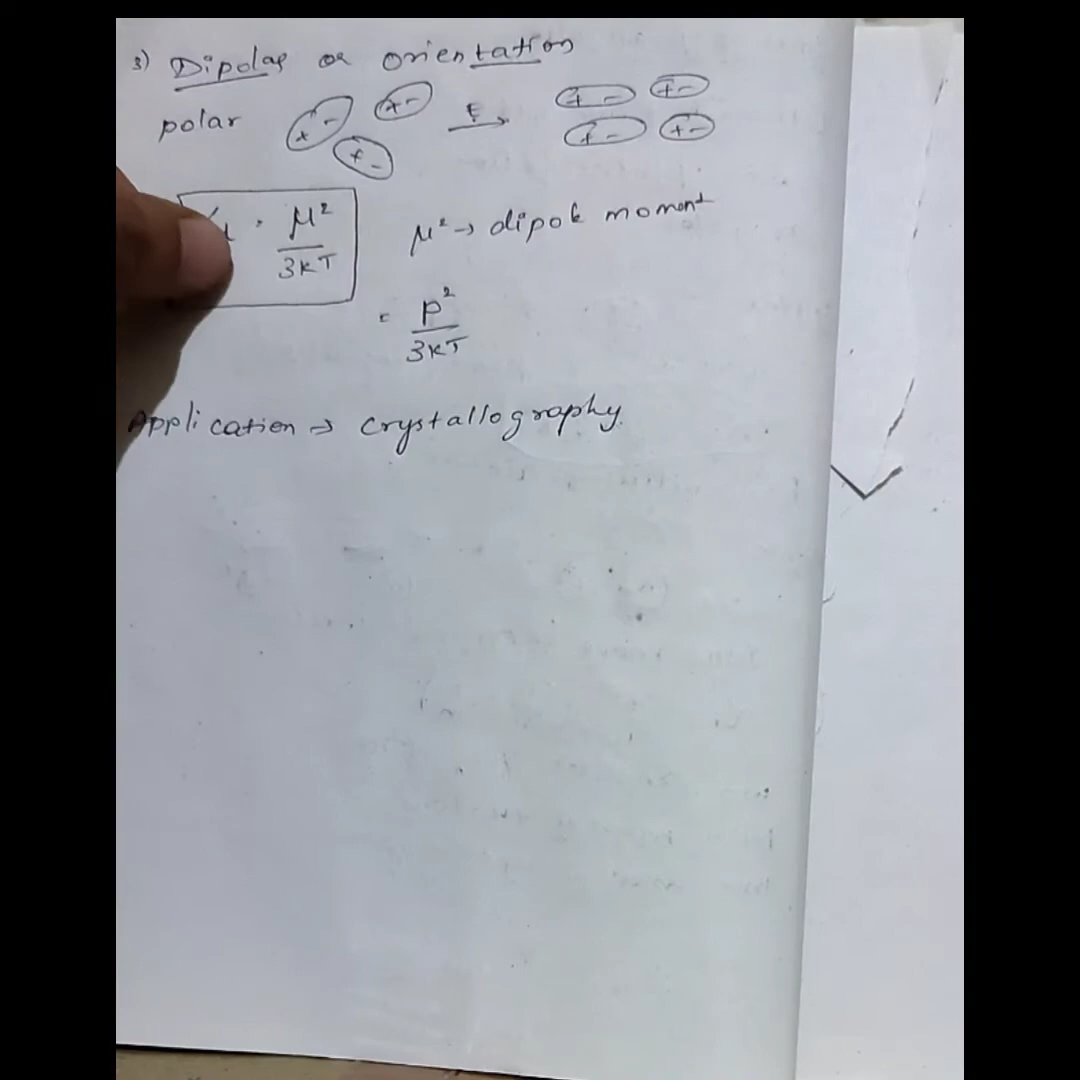 3) Dipolar or orientation
polar + - + - + - E → + - + - + - + -
μ² / 3KT μ² → dipole moment
= P² / 3KT
Application → crystallography